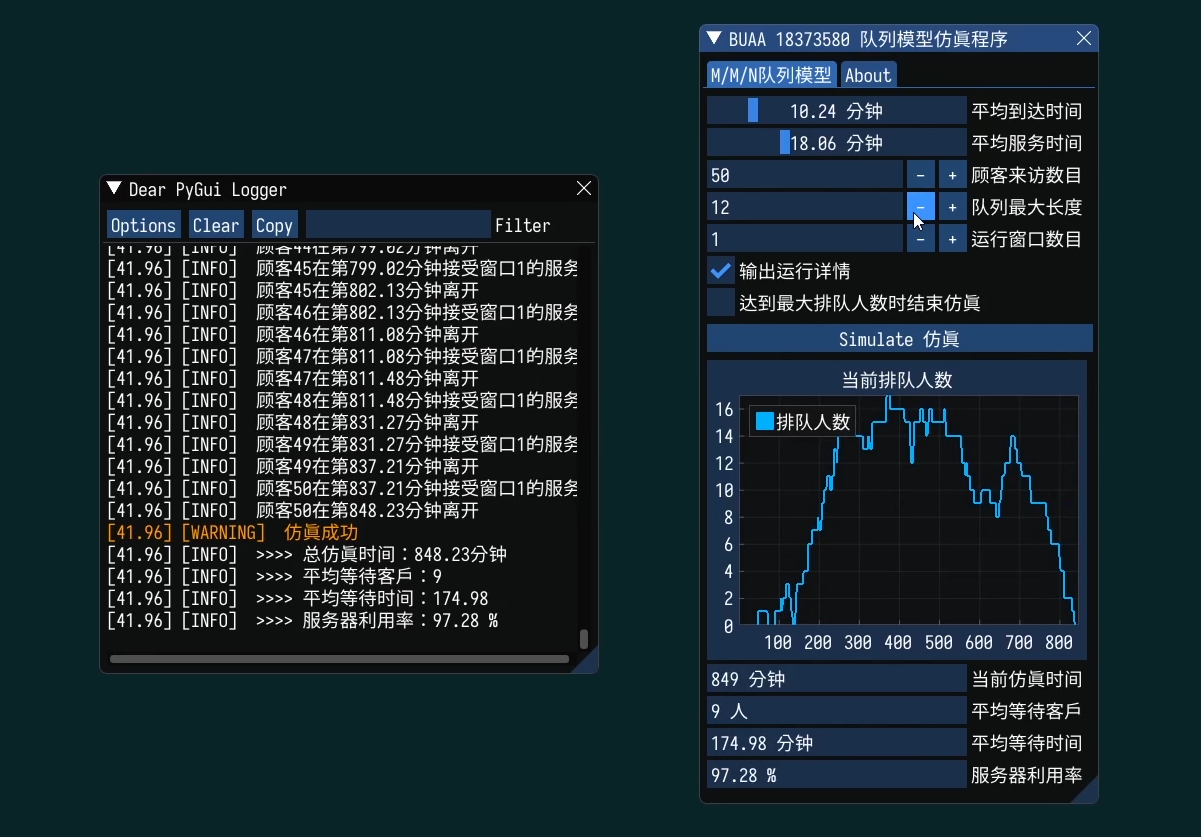 Dear PyGui Logger
Options Clear Copy Filter
[41.96] [INFO] 顾客44在第799.02分钟离开
[41.96] [INFO] 顾客45在第799.02分钟接受窗口1的服务
[41.96] [INFO] 顾客45在第802.13分钟离开
[41.96] [INFO] 顾客46在第802.13分钟接受窗口1的服务
[41.96] [INFO] 顾客46在第811.08分钟离开
[41.96] [INFO] 顾客47在第811.08分钟接受窗口1的服务
[41.96] [INFO] 顾客47在第811.48分钟离开
[41.96] [INFO] 顾客48在第811.48分钟接受窗口1的服务
[41.96] [INFO] 顾客48在第831.27分钟离开
[41.96] [INFO] 顾客49在第831.27分钟接受窗口1的服务
[41.96] [INFO] 顾客49在第837.21分钟离开
[41.96] [INFO] 顾客50在第837.21分钟接受窗口1的服务
[41.96] [INFO] 顾客50在第848.23分钟离开
[41.96] [WARNING] 仿真成功
[41.96] [INFO] >>>> 总仿真时间：848.23分钟
[41.96] [INFO] >>>> 平均等待客户：9
[41.96] [INFO] >>>> 平均等待时间：174.98
[41.96] [INFO] >>>> 服务器利用率：97.28 %
BUAA 18373580 队列模型仿真程序
M/M/N队列模型 About
10.24 分钟 平均到达时间
18.06 分钟 平均服务时间
50 - + 顾客来访数目
12 - + 队列最大长度
1 - + 运行窗口数目
输出运行详情
达到最大排队人数时结束仿真
Simulate 仿真
当前排队人数
排队人数
16
14
12
10
8
6
4
2
0
100 200 300 400 500 600 700 800
849 分钟 当前仿真时间
9 人 平均等待客户
174.98 分钟 平均等待时间
97.28 % 服务器利用率